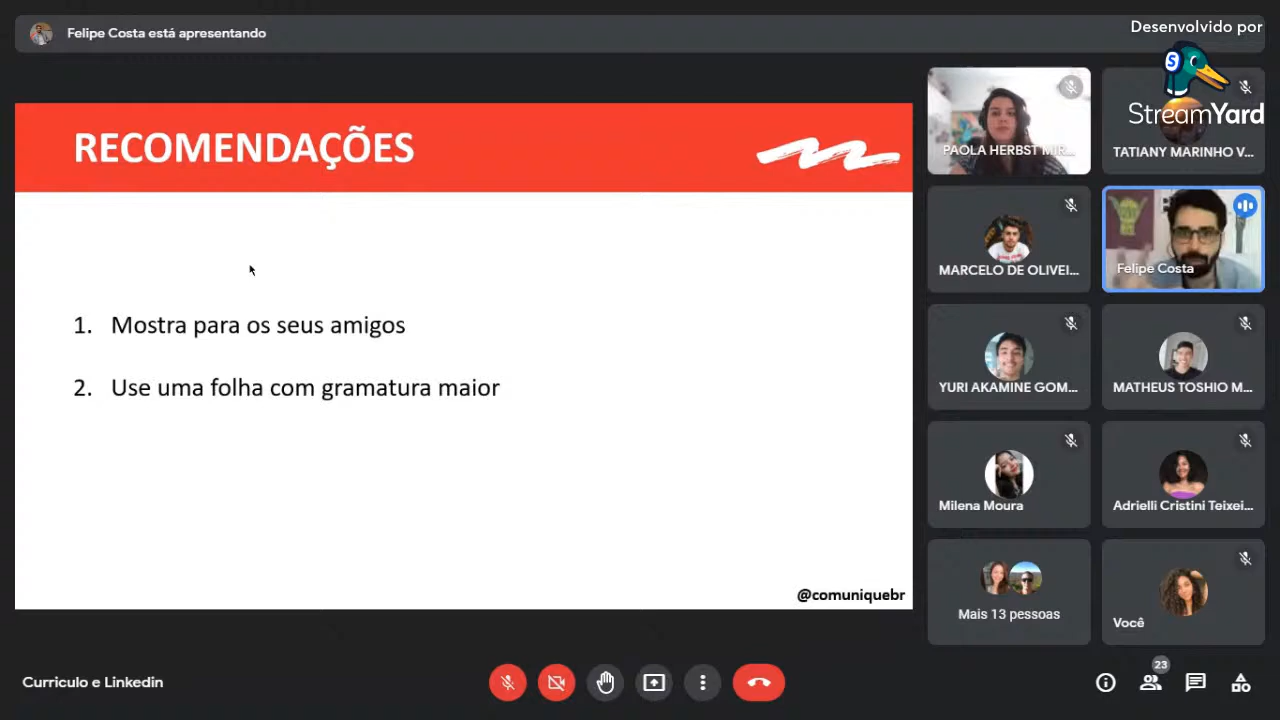 Felipe Costa está apresentando
Desenvolvido por
StreamYard
RECOMENDAÇÕES
1. Mostra para os seus amigos
2. Use uma folha com gramatura maior
@comuniquebr
PAOLA HERBST MIR...
TATIANY MARINHO V...
MARCELO DE OLIVEI...
Felipe Costa
YURI AKAMINE GOM...
MATHEUS TOSHIO M...
Milena Moura
Adrielli Cristini Teixei...
Mais 13 pessoas
Você
Curriculo e Linkedin
23